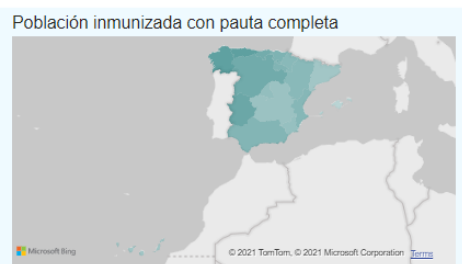 Población inmunizada con pauta completa
Microsoft Bing
© 2021 TomTom, © 2021 Microsoft Corporation Terms